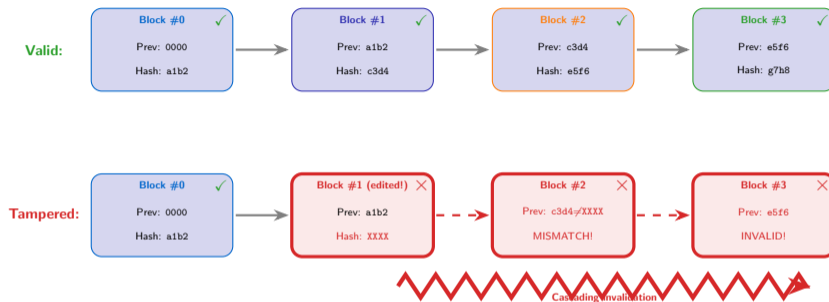 Block #0 ✓
Block #1 ✓
Block #2 ✓
Block #3 ✓
Valid:
Prev: 0000
Hash: a1b2
Prev: a1b2
Hash: c3d4
Prev: c3d4
Hash: e5f6
Prev: e5f6
Hash: g7h8
Tampered:
Block #0 ✓
Prev: 0000
Hash: a1b2
Block #1 (edited!) ×
Prev: a1b2
Hash: XXXX
Block #2 ×
Prev: c3d4≠XXXX
MISMATCH!
Block #3 ×
Prev: e5f6
INVALID!
Cascading invalidation